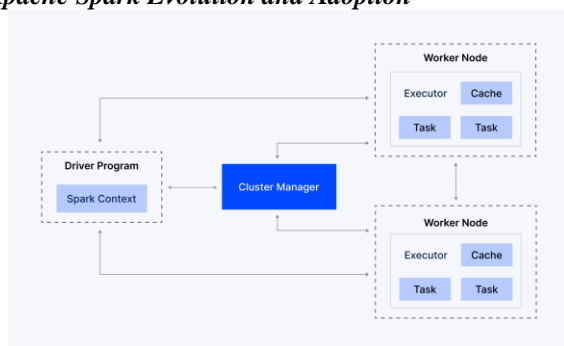 Apache Spark Evolution and Adoption
Worker Node
Executor
Cache
Task
Task
Driver Program
Spark Context
Cluster Manager
Worker Node
Executor
Cache
Task
Task